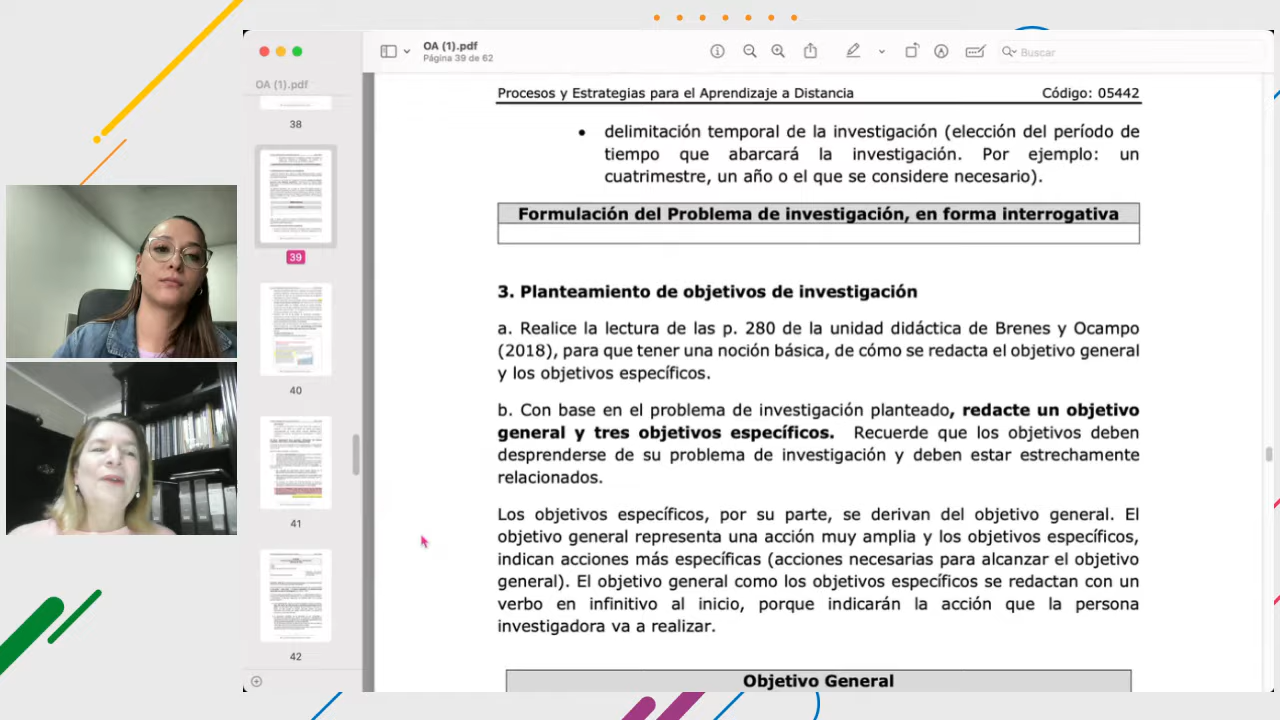 OA (1).pdf
Página 39 de 62
Buscar
OA (1).pdf
38
39
40
41
42
Procesos y Estrategias para el Aprendizaje a Distancia Código: 05442
• delimitación temporal de la investigación (elección del período de
tiempo que marcará la investigación. ejemplo: un
cuatrimestre, un año o el que se considere necesario).
Formulación del Problema de investigación, en forma interrogativa
3. Planteamiento de objetivos de investigación
a. Realice la lectura de las p. 280 de la unidad didáctica de Brenes y Ocampo
(2018), para que tener una noción básica, de cómo se redacta el objetivo general
y los objetivos específicos.
b. Con base en el problema de investigación planteado, redacte un objetivo
general y tres objetivos específicos. Recuerde que los objetivos deben
desprenderse de su problema de investigación y deben estar estrechamente
relacionados.
Los objetivos específicos, por su parte, se derivan del objetivo general. El
objetivo general representa una acción muy amplia y los objetivos específicos,
indican acciones más específicas (acciones necesarias para alcanzar el objetivo
general). El objetivo general como los objetivos específicos se redactan con un
verbo en infinitivo al inicio, porque indican la acción que la persona
investigadora va a realizar.
Objetivo General